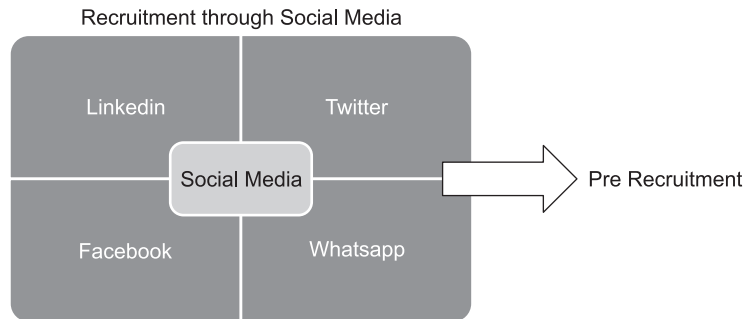 Recruitment through Social Media
Linkedin
Twitter
Social Media
Pre Recruitment
Facebook
Whatsapp